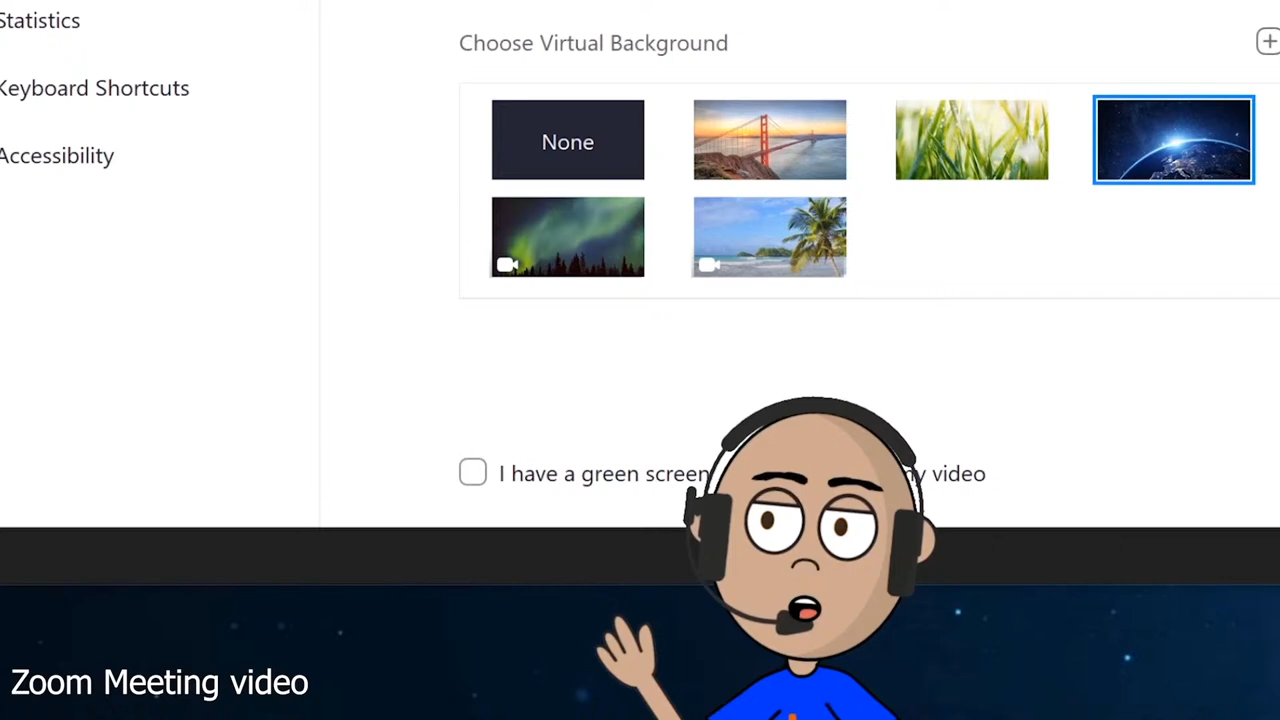 Statistics
Choose Virtual Background
Keyboard Shortcuts
None
Accessibility
I have a green screen y video
Zoom Meeting video